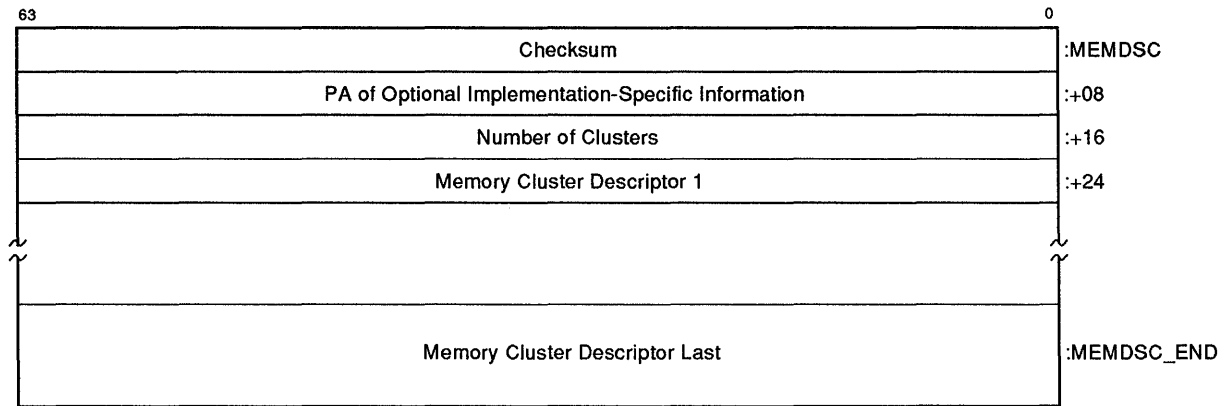 63 0
Checksum :MEMDSC
PA of Optional Implementation-Specific Information :+08
Number of Clusters :+16
Memory Cluster Descriptor 1 :+24
Memory Cluster Descriptor Last :MEMDSC_END